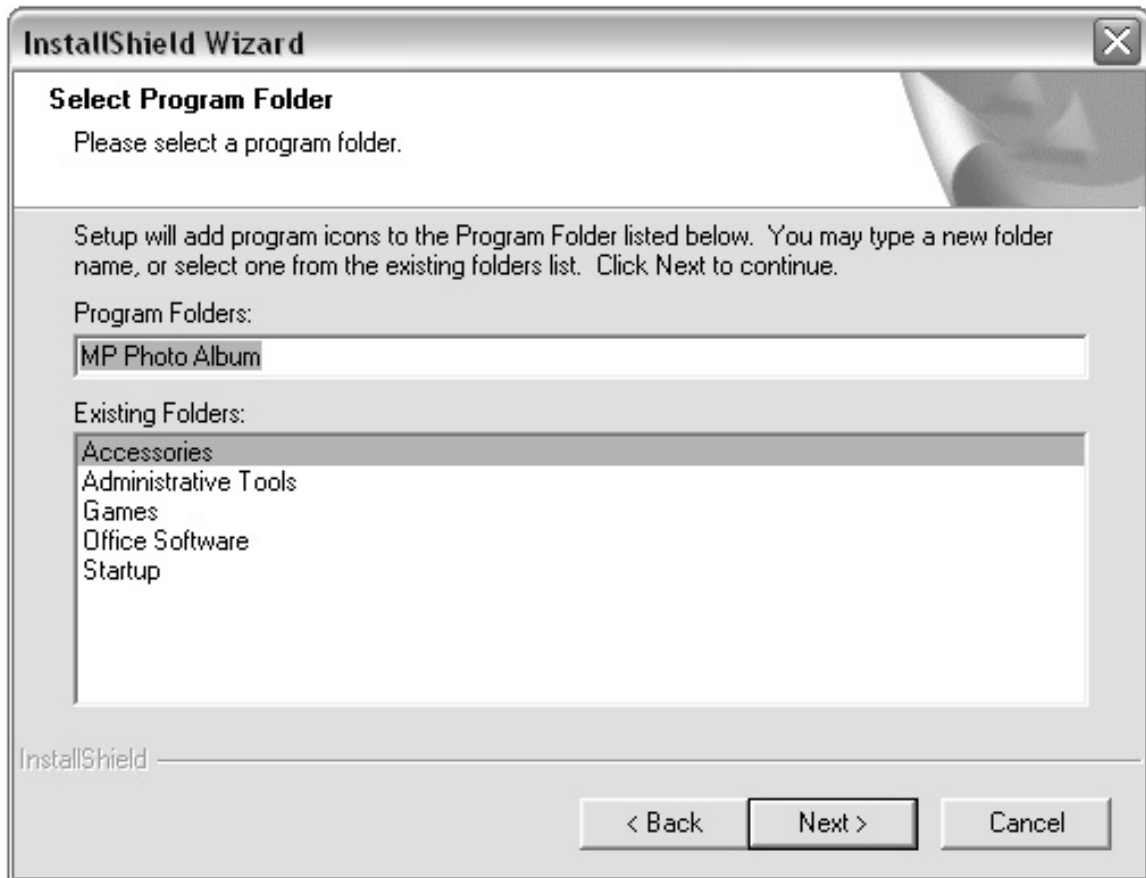 InstallShield Wizard
Select Program Folder
Please select a program folder.
Setup will add program icons to the Program Folder listed below.  You may type a new folder
name, or select one from the existing folders list.  Click Next to continue.
Program Folders:
MP Photo Album
Existing Folders:
Accessories
Administrative Tools
Games
Office Software
Startup
InstallShield
< Back
Next >
Cancel